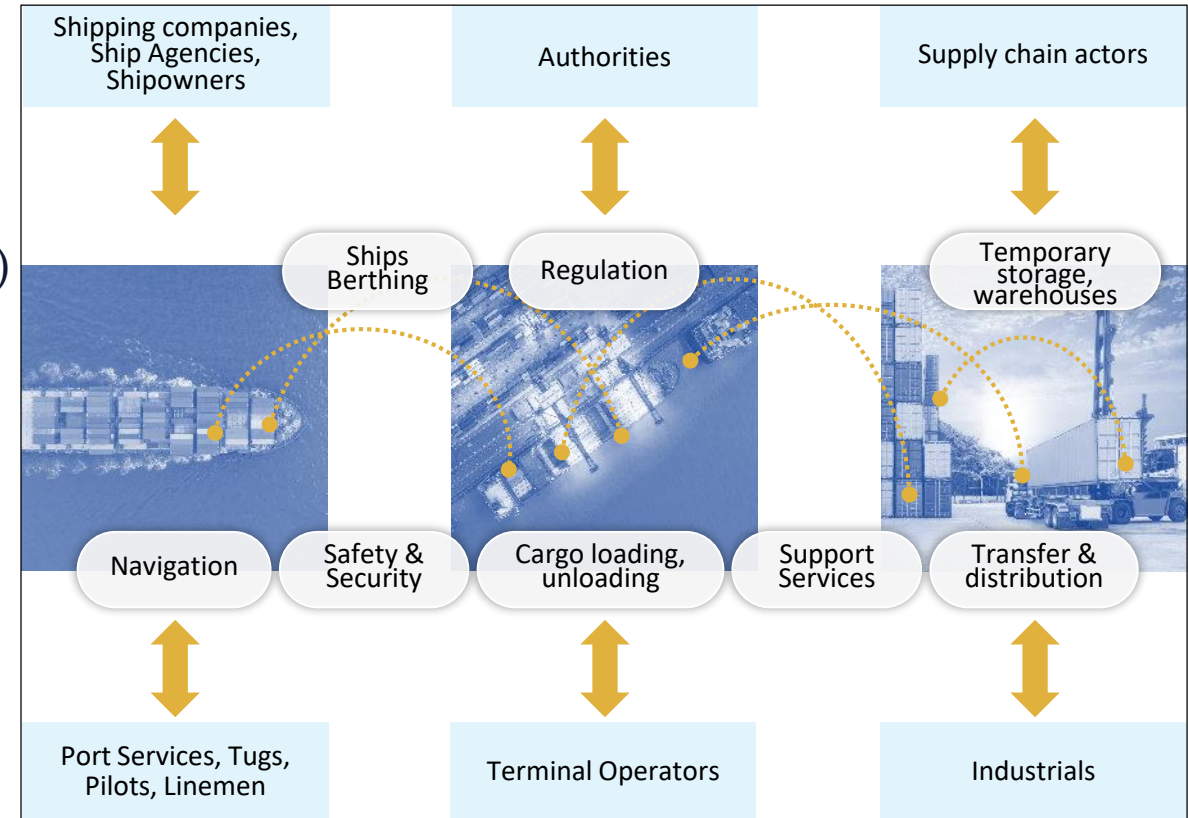 Shipping companies,
Ship Agencies,
Shipowners
Authorities
Supply chain actors
)
Ships
Berthing
Regulation
Temporary
storage,
warehouses
Navigation
Safety &
Security
Cargo loading,
unloading
Support
Services
Transfer &
distribution
Port Services, Tugs,
Pilots, Linemen
Terminal Operators
Industrials